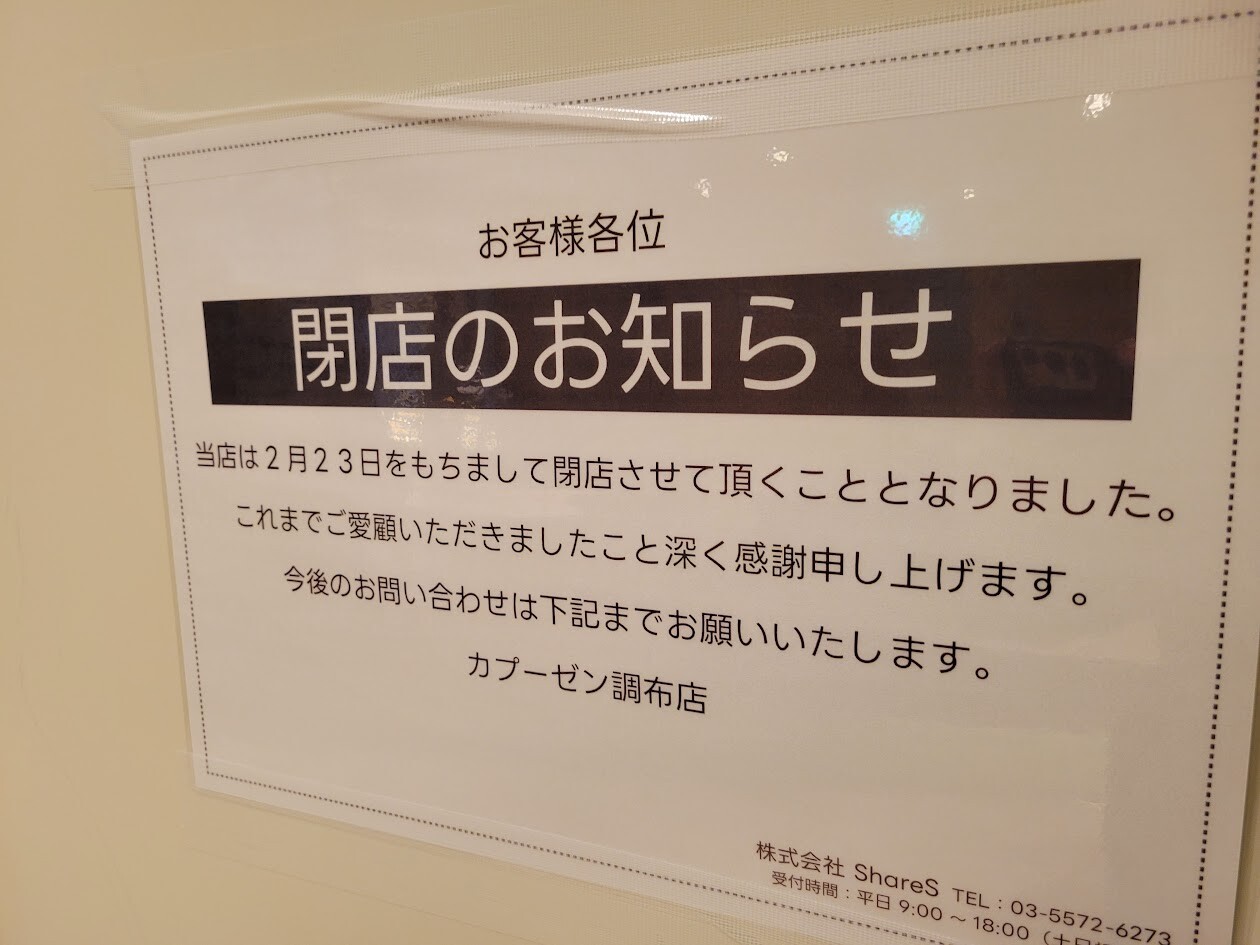 お客様各位
閉店のお知らせ
当店は２月２３日をもちまして閉店させて頂くこととなりました。
これまでご愛顧いただきましたこと深く感謝申し上げます。
今後のお問い合わせは下記までお願いいたします。
カプーゼン調布店
株式会社 ShareS TEL：03-5572-6273
受付時間：平日 9:00 ～ 18:00（土日